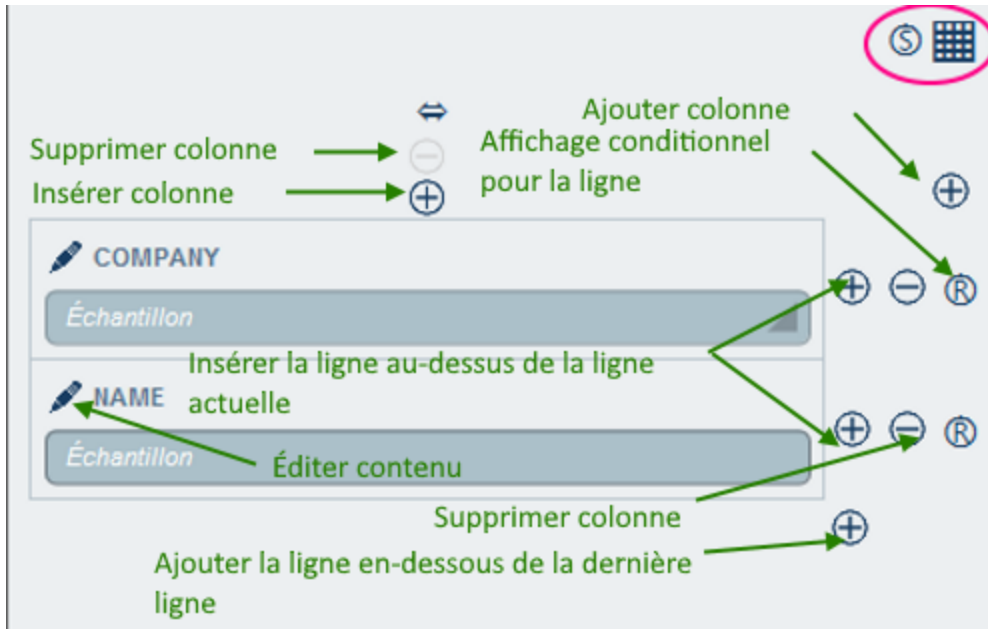 S
Ajouter colonne
Supprimer colonne
Affichage conditionnel
pour la ligne
Insérer colonne
COMPANY
R
Échantillon
Insérer la ligne au-dessus de la ligne
actuelle
NAME
R
Échantillon
Éditer contenu
Supprimer colonne
Ajouter la ligne en-dessous de la dernière
ligne